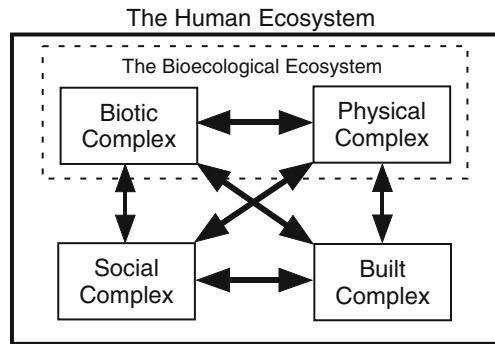 The Human Ecosystem
The Bioecological Ecosystem
Biotic
Complex
Physical
Complex
Social
Complex
Built
Complex